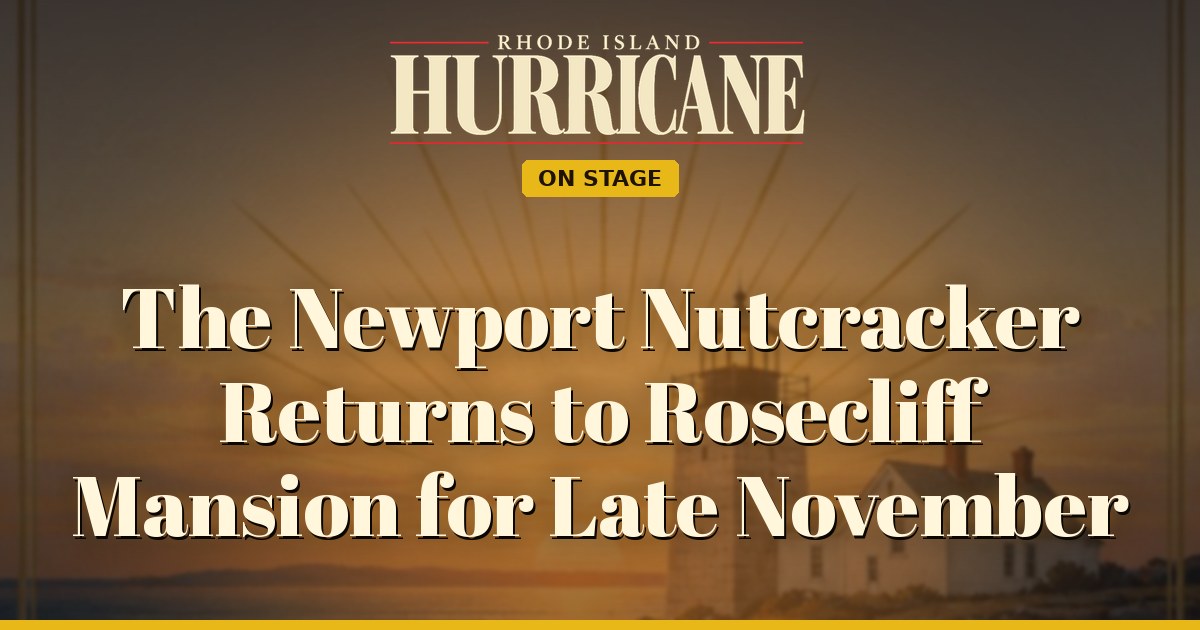 RHODE ISLAND
HURRICANE
ON STAGE
The Newport Nutcracker
Returns to Rosecliff
Mansion for Late November